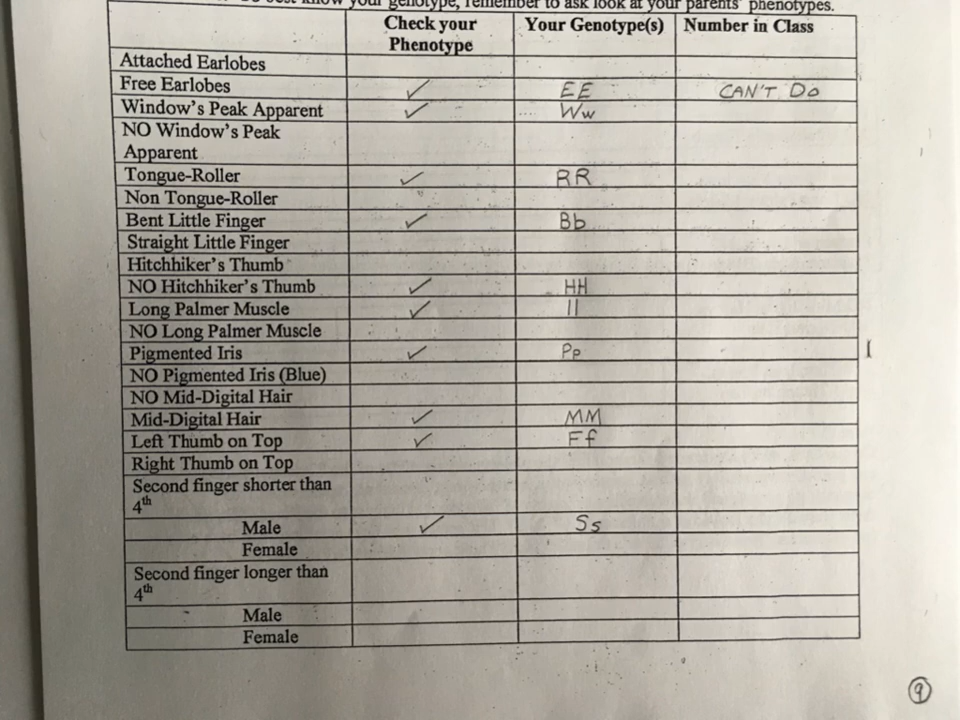 your genotype, remember to ask look at your parents' phenotypes.
Check your Phenotype Your Genotype(s) Number in Class
Attached Earlobes
Free Earlobes ✓ EE CAN'T Do
Window's Peak Apparent ✓ Ww
NO Window's Peak
Apparent
Tongue-Roller ✓ RR
Non Tongue-Roller
Bent Little Finger ✓ Bb
Straight Little Finger
Hitchhiker's Thumb
NO Hitchhiker's Thumb ✓ HH
Long Palmer Muscle ✓ ll
NO Long Palmer Muscle
Pigmented Iris ✓ Pp
NO Pigmented Iris (Blue)
NO Mid-Digital Hair
Mid-Digital Hair ✓ MM
Left Thumb on Top ✓ Ff
Right Thumb on Top
Second finger shorter than
4th
Male ✓ Ss
Female
Second finger longer than
4th
Male
Female
9